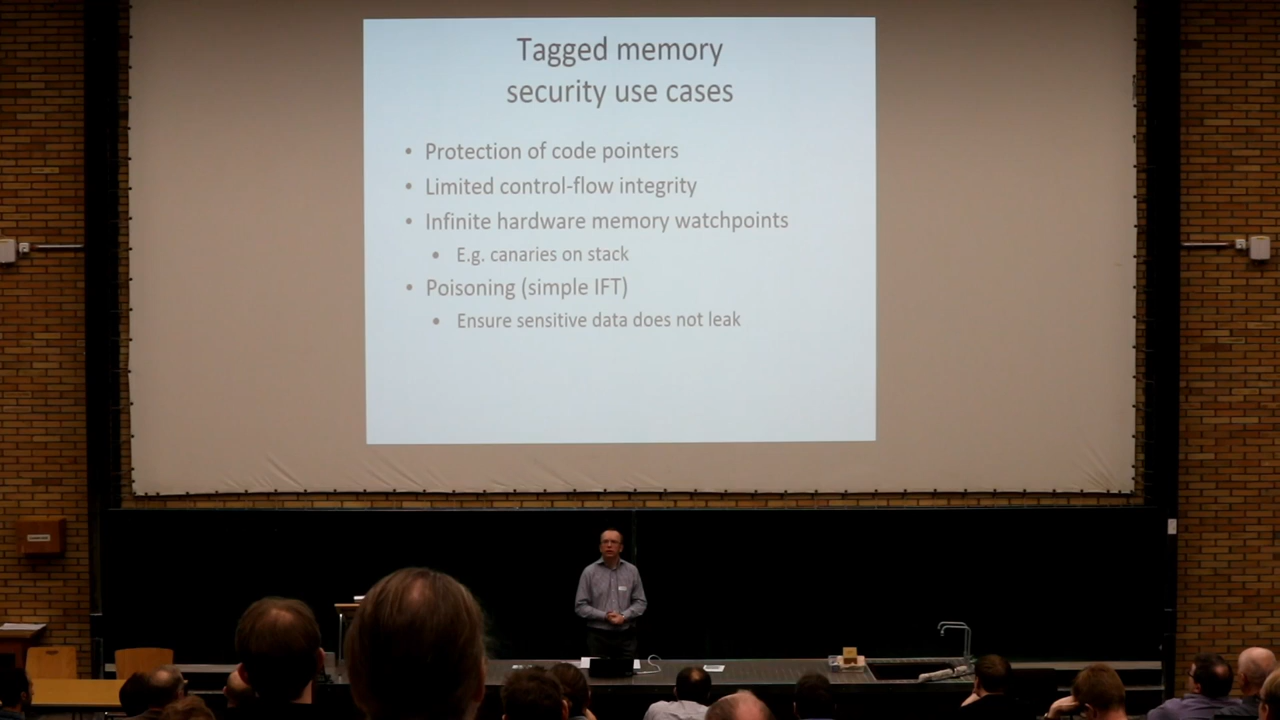 Tagged memory
security use cases
• Protection of code pointers
• Limited control-flow integrity
• Infinite hardware memory watchpoints
• E.g. canaries on stack
• Poisoning (simple IFT)
• Ensure sensitive data does not leak